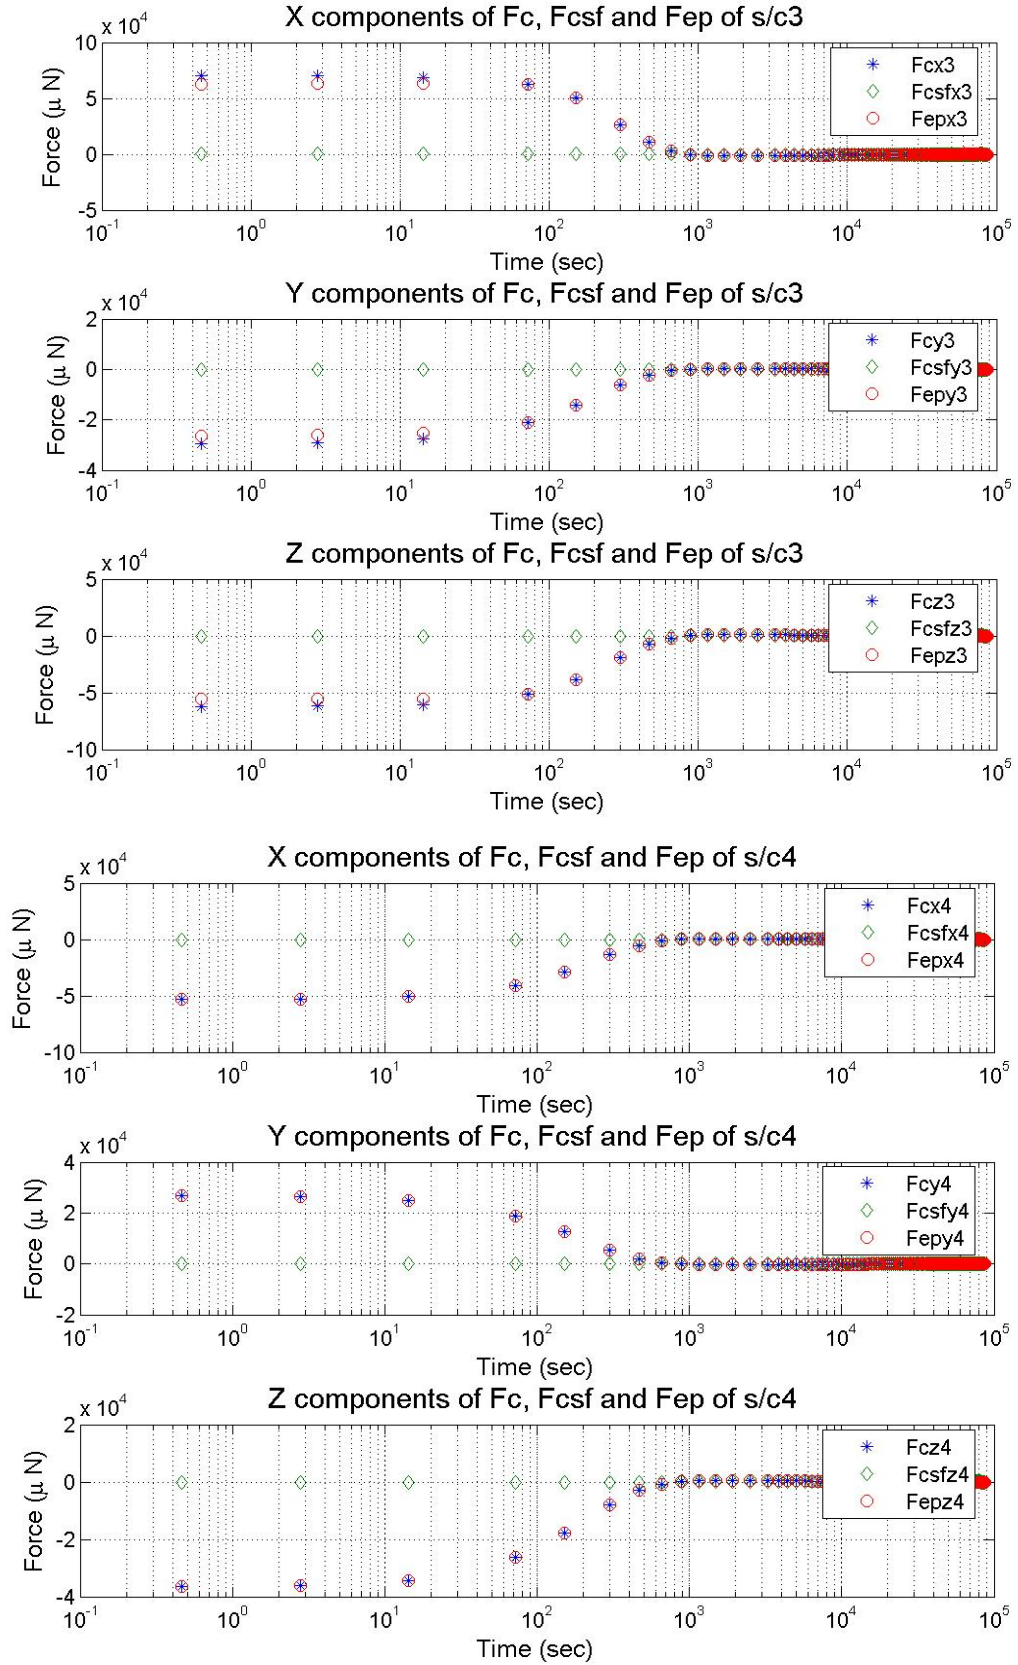 X components of Fc, Fcsf and Fep of s/c3
x 10^4
10
5
0
-5
Force (μ N)
Fcx3
Fcsfx3
Fepx3
10^-1 10^0 10^1 10^2 10^3 10^4 10^5
Time (sec)
Y components of Fc, Fcsf and Fep of s/c3
x 10^4
2
0
-2
-4
Force (μ N)
Fcy3
Fcsfy3
Fepy3
10^-1 10^0 10^1 10^2 10^3 10^4 10^5
Time (sec)
Z components of Fc, Fcsf and Fep of s/c3
x 10^4
5
0
-5
-10
Force (μ N)
Fcz3
Fcsfz3
Fepz3
10^-1 10^0 10^1 10^2 10^3 10^4 10^5
Time (sec)
X components of Fc, Fcsf and Fep of s/c4
x 10^4
5
0
-5
-10
Force (μ N)
Fcx4
Fcsfx4
Fepx4
10^-1 10^0 10^1 10^2 10^3 10^4 10^5
Time (sec)
Y components of Fc, Fcsf and Fep of s/c4
x 10^4
4
2
0
-2
Force (μ N)
Fcy4
Fcsfy4
Fepy4
10^-1 10^0 10^1 10^2 10^3 10^4 10^5
Time (sec)
Z components of Fc, Fcsf and Fep of s/c4
x 10^4
2
0
-2
-4
Force (μ N)
Fcz4
Fcsfz4
Fepz4
10^-1 10^0 10^1 10^2 10^3 10^4 10^5
Time (sec)